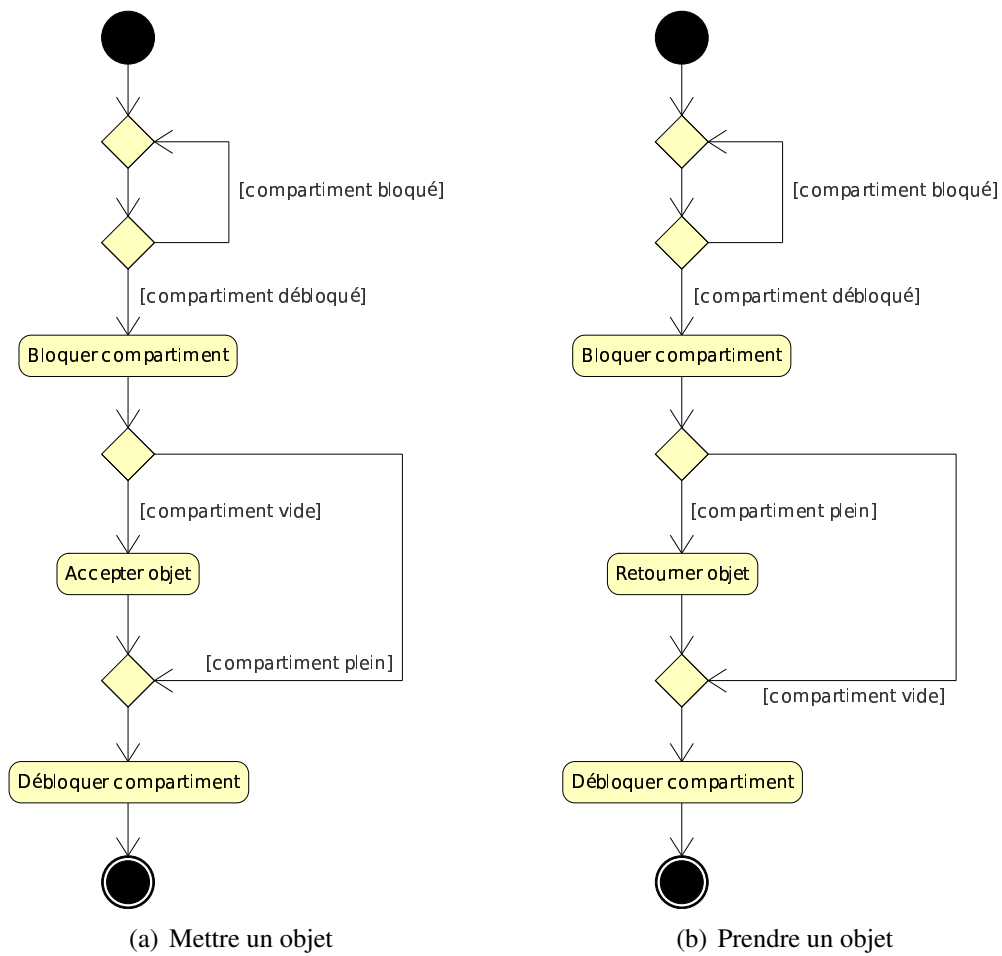 [compartiment bloqué]
[compartiment débloqué]
Bloquer compartiment
[compartiment vide]
Accepter objet
[compartiment plein]
Débloquer compartiment
(a) Mettre un objet
[compartiment bloqué]
[compartiment débloqué]
Bloquer compartiment
[compartiment plein]
Retourner objet
[compartiment vide]
Débloquer compartiment
(b) Prendre un objet